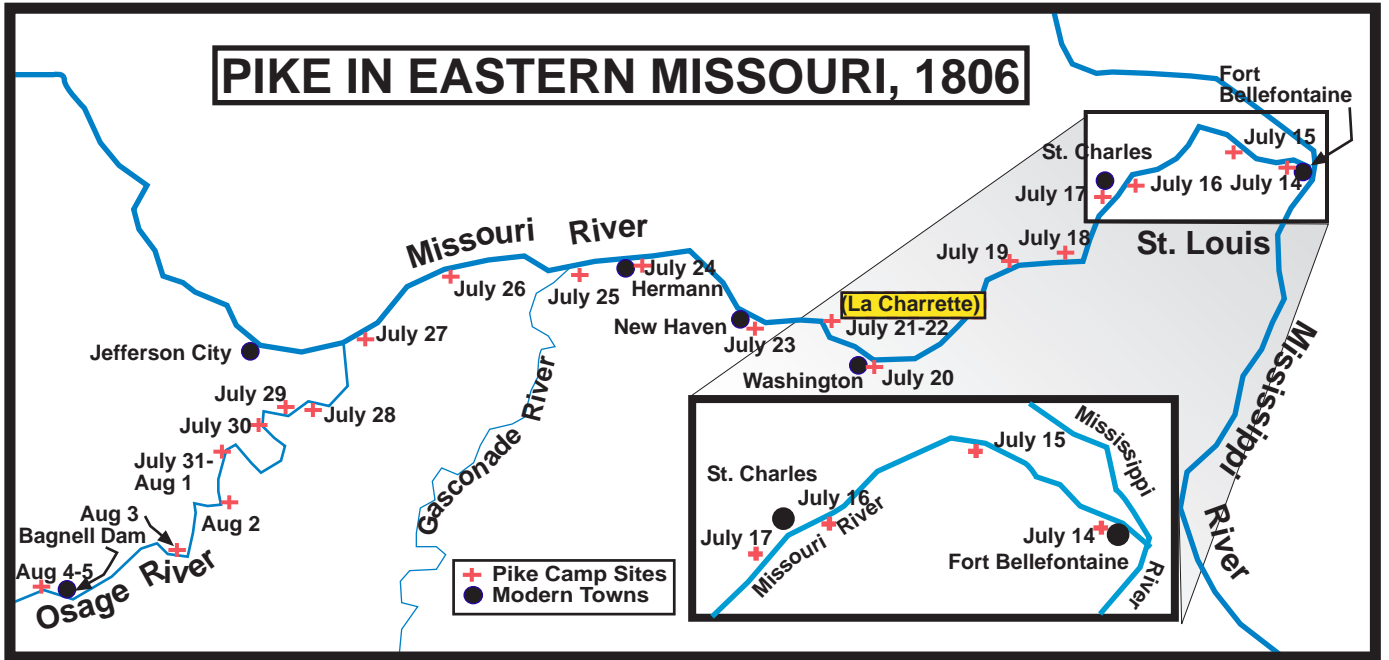 PIKE IN EASTERN MISSOURI, 1806
Fort
Bellefontaine
July 15
St. Charles
July 16
July 14
July 17
St. Louis
July 18
July 19
Missouri River
July 24
Hermann
July 25
July 26
(La Charrette)
July 21-22
New Haven
July 23
July 27
Jefferson City
Washington
July 20
July 29
July 28
July 30
July 31-
Aug 1
Aug 2
Aug 3
Bagnell Dam
Aug 4-5
Osage River
Gasconade River
Mississippi River
Pike Camp Sites
Modern Towns
Mississippi
River
July 15
St. Charles
July 16
Missouri River
July 17
July 14
Fort Bellefontaine